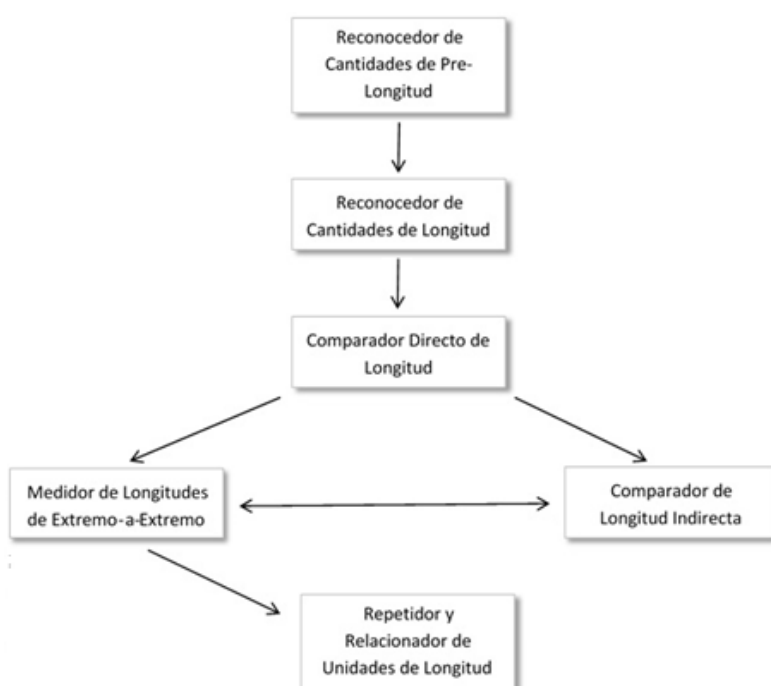 Reconocedor de
Cantidades de Pre-
Longitud
Reconocedor de
Cantidades de Longitud
Comparador Directo de
Longitud
Medidor de Longitudes
de Extremo-a-Extremo
Comparador de
Longitud Indirecta
Repetidor y
Relacionador de
Unidades de Longitud